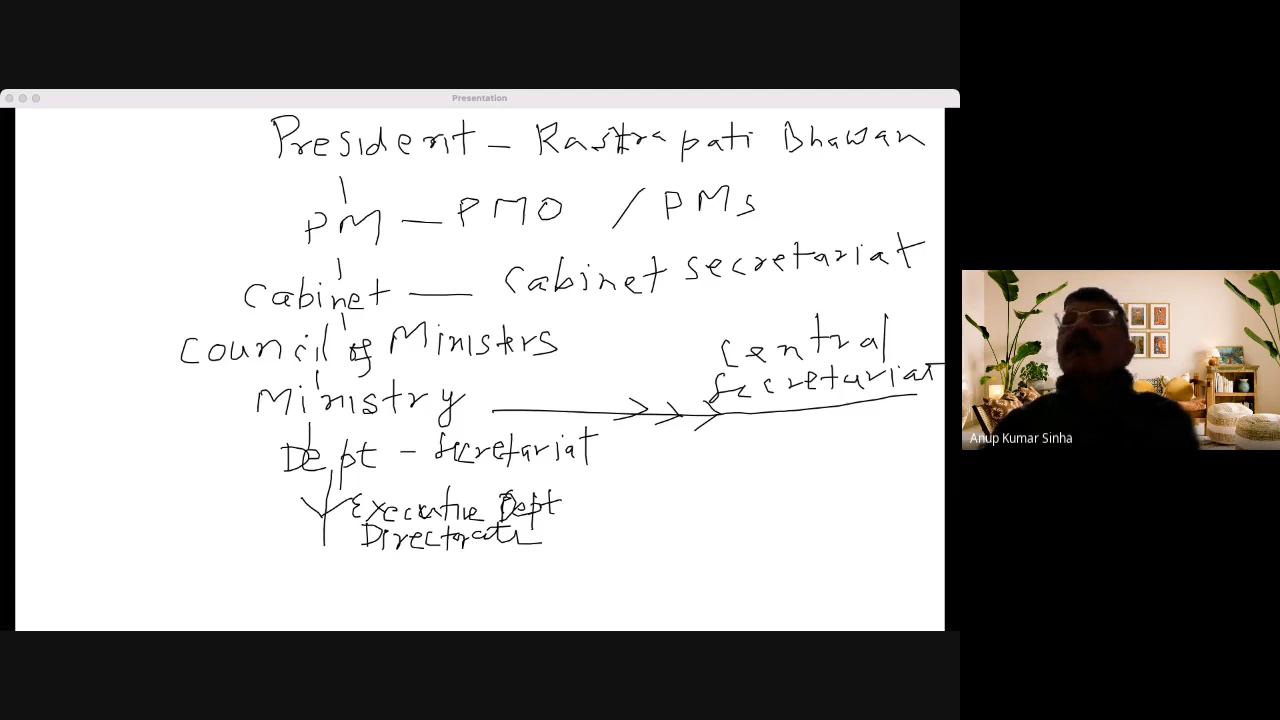 Presentation
President - Rastrapati Bhawan
PM - PMO / PMs
Cabinet - Cabinet secretariat
Council of Ministers
Central
Secretariat
Ministry
Dept - Secretariat
Executive Dept
Directorate
Anup Kumar Sinha